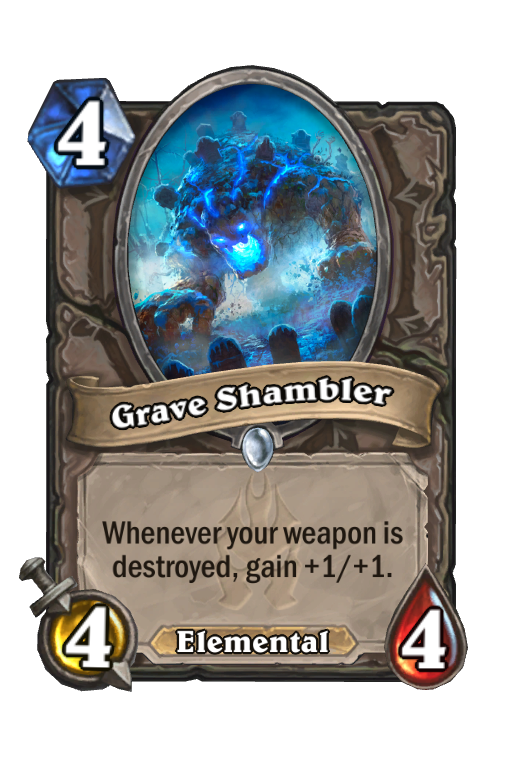 4
Grave Shambler
Whenever your weapon is
destroyed, gain +1/+1.
4
Elemental
4